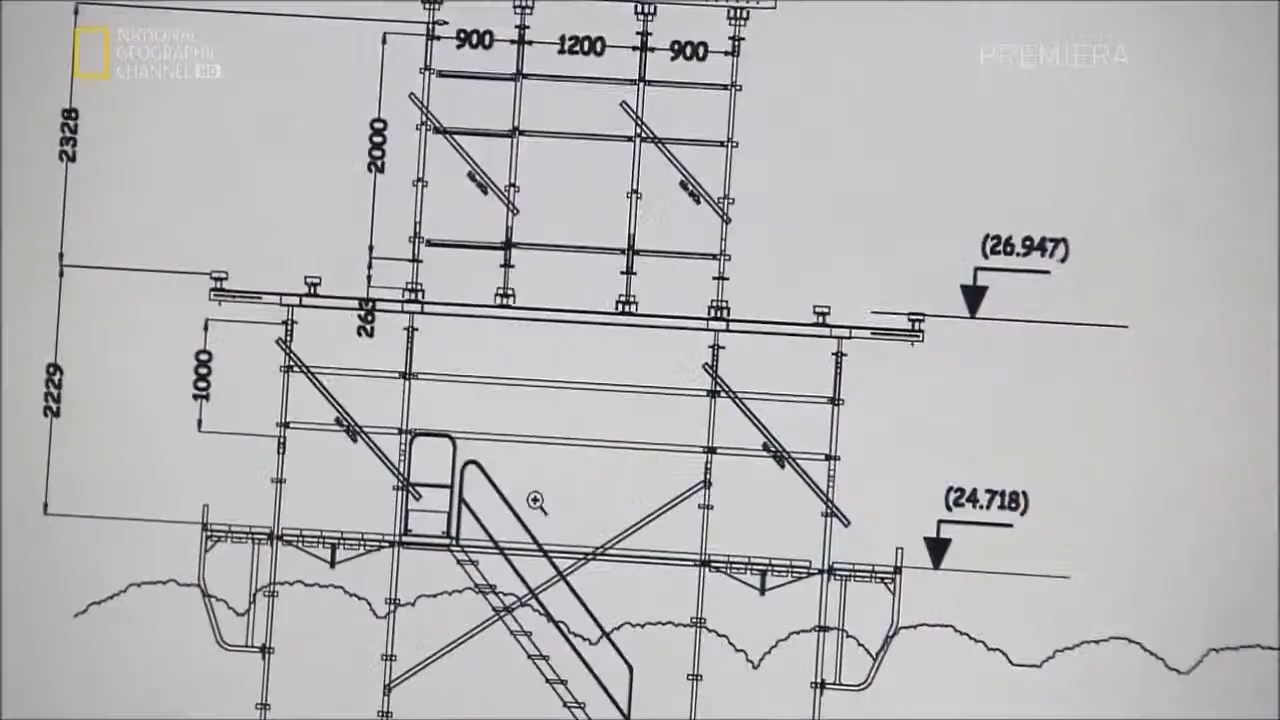 NATIONAL
GEOGRAPHIC
CHANNEL HD
PREMIERA
900
1200
900
2328
2000
(26.947)
263
1000
2229
(24.718)